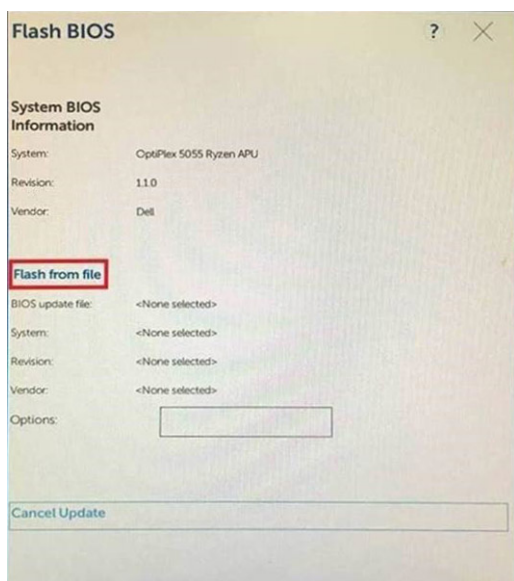 Flash BIOS ?
System BIOS
Information
System: OptiPlex 5055 Ryzen APU
Revision: 1.1.0
Vendor: Dell
Flash from file
BIOS update file: <None selected>
System: <None selected>
Revision: <None selected>
Vendor: <None selected>
Options:
Cancel Update